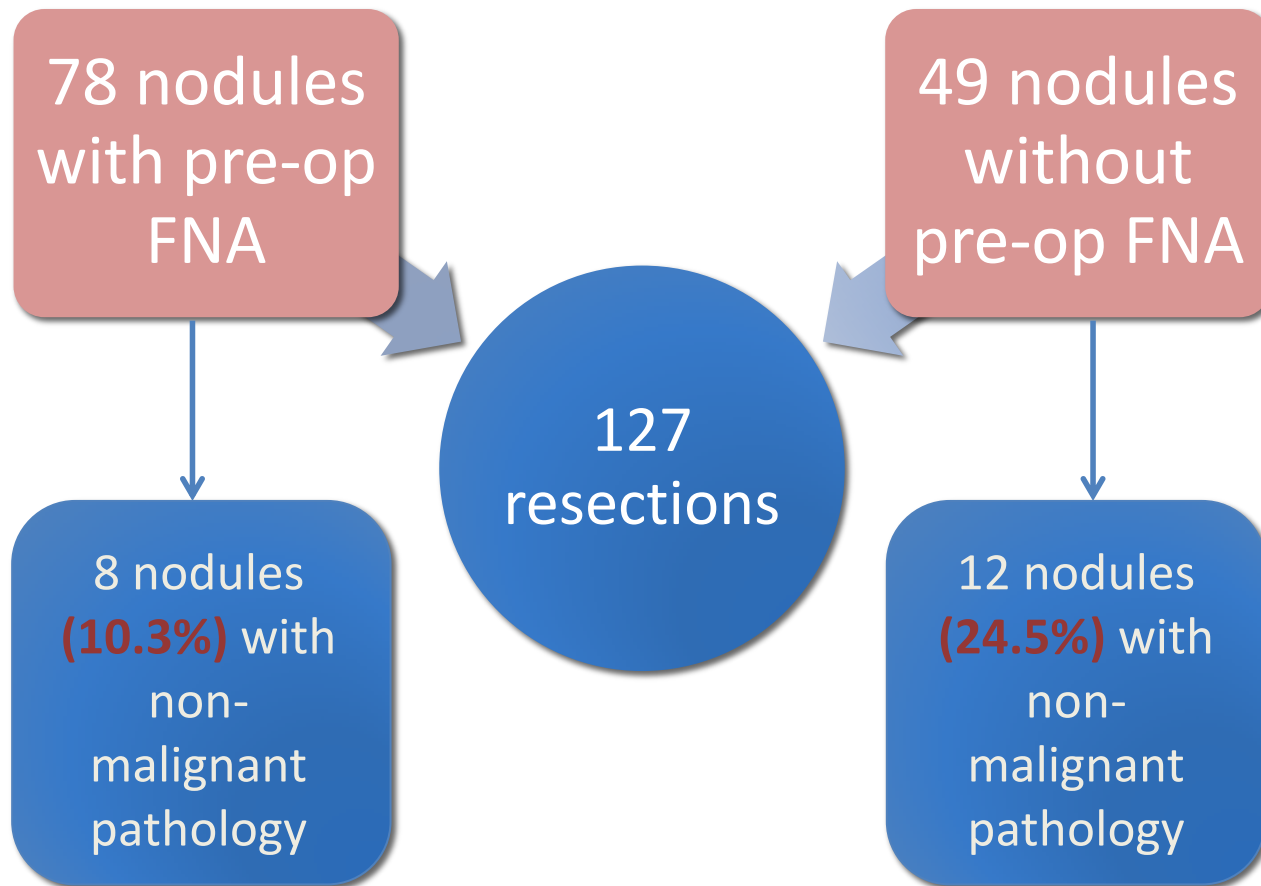 78 nodules
with pre-op
FNA
49 nodules
without
pre-op FNA
127
resections
8 nodules
(10.3%) with
non-
malignant
pathology
12 nodules
(24.5%) with
non-
malignant
pathology